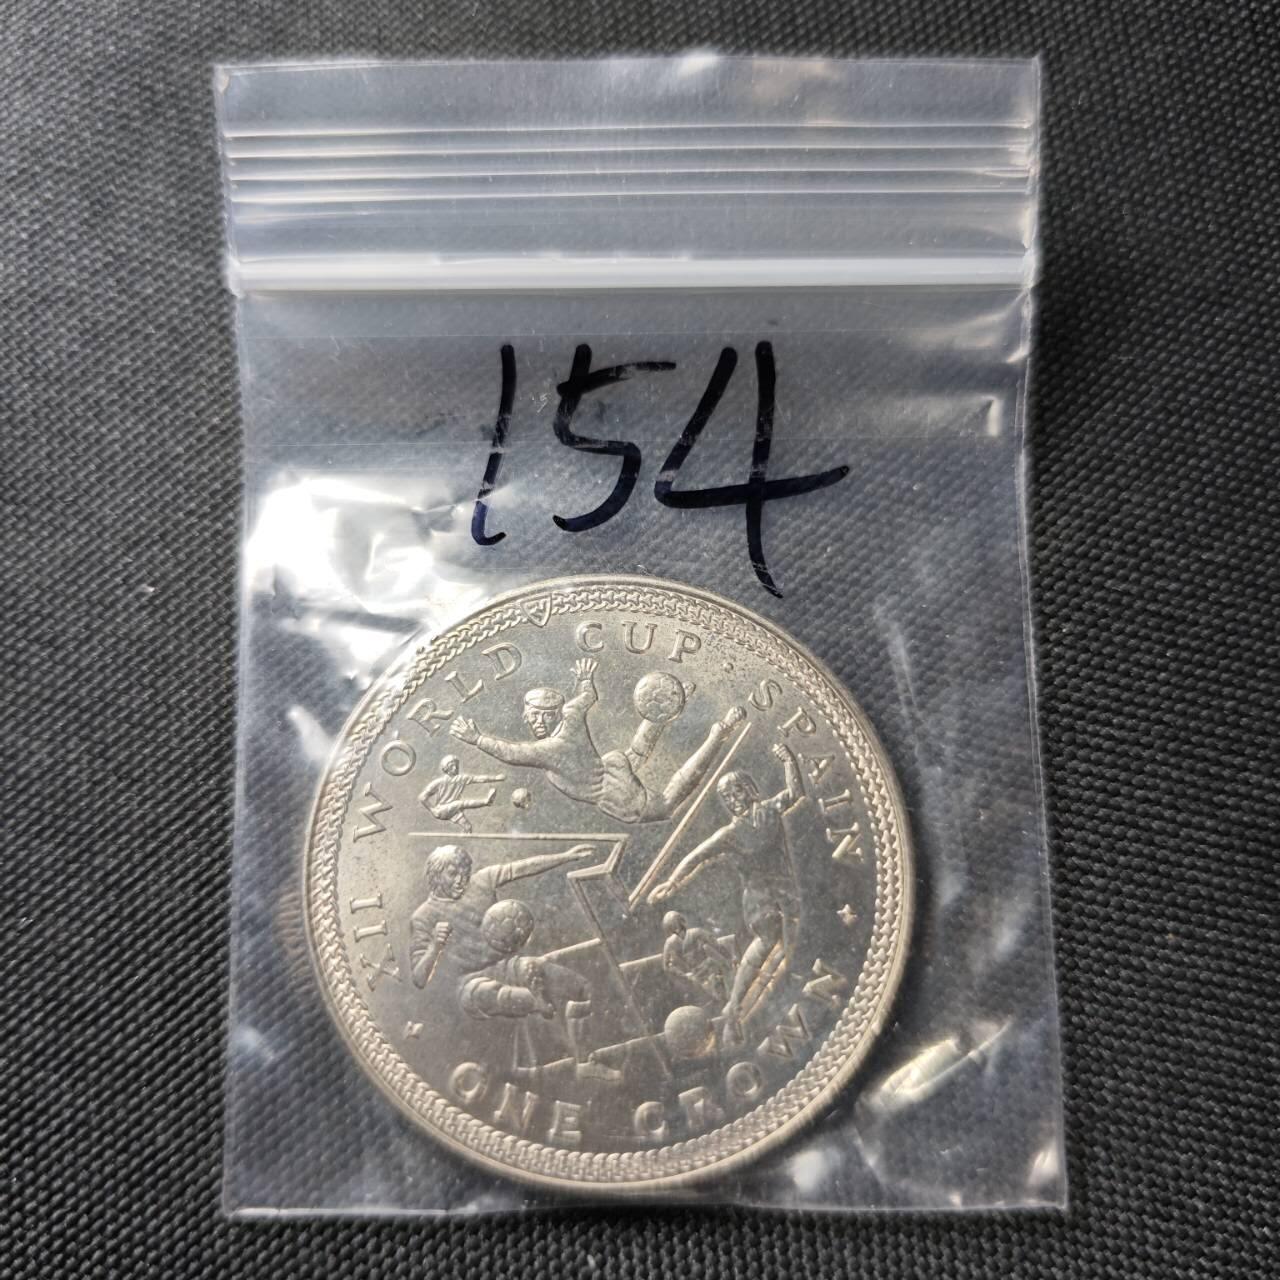 154
XII WORLD CUP · SPAIN
ONE CROWN